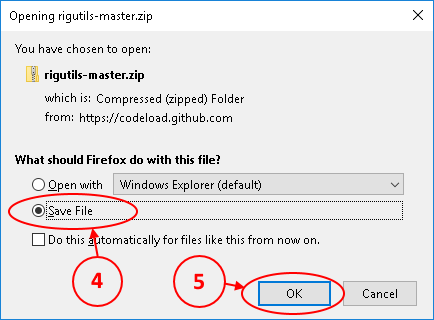 Opening rigutils-master.zip
You have chosen to open:
rigutils-master.zip
which is: Compressed (zipped) Folder
from: https://codeload.github.com
What should Firefox do with this file?
Open with Windows Explorer (default)
Save File
Do this automatically for files like this from now on.
4
5
OK Cancel